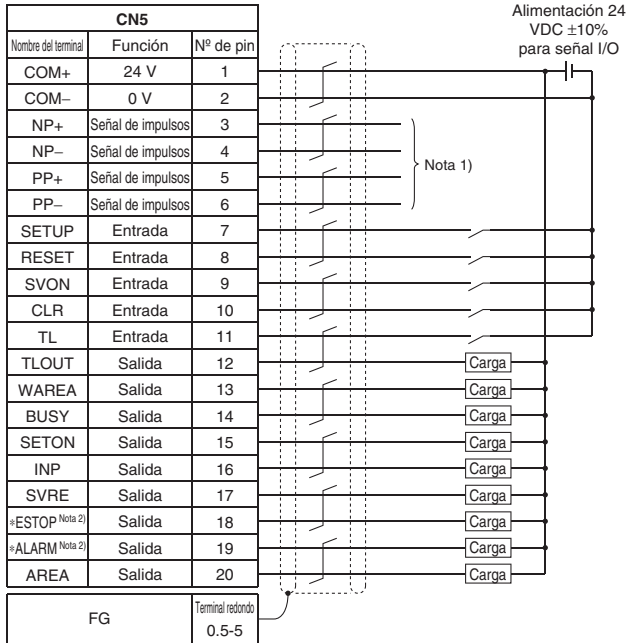 Alimentación 24
VDC ±10%
para señal I/O
CN5
Nombre del terminal Función Nº de pin
COM+ 24 V 1
COM– 0 V 2
NP+ Señal de impulsos 3
NP– Señal de impulsos 4
PP+ Señal de impulsos 5
PP– Señal de impulsos 6
Nota 1)
SETUP Entrada 7
RESET Entrada 8
SVON Entrada 9
CLR Entrada 10
TL Entrada 11
TLOUT Salida 12 Carga
WAREA Salida 13 Carga
BUSY Salida 14 Carga
SETON Salida 15 Carga
INP Salida 16 Carga
SVRE Salida 17 Carga
∗ESTOP Nota 2) Salida 18 Carga
∗ALARM Nota 2) Salida 19 Carga
AREA Salida 20 Carga
FG Terminal redondo
0.5-5